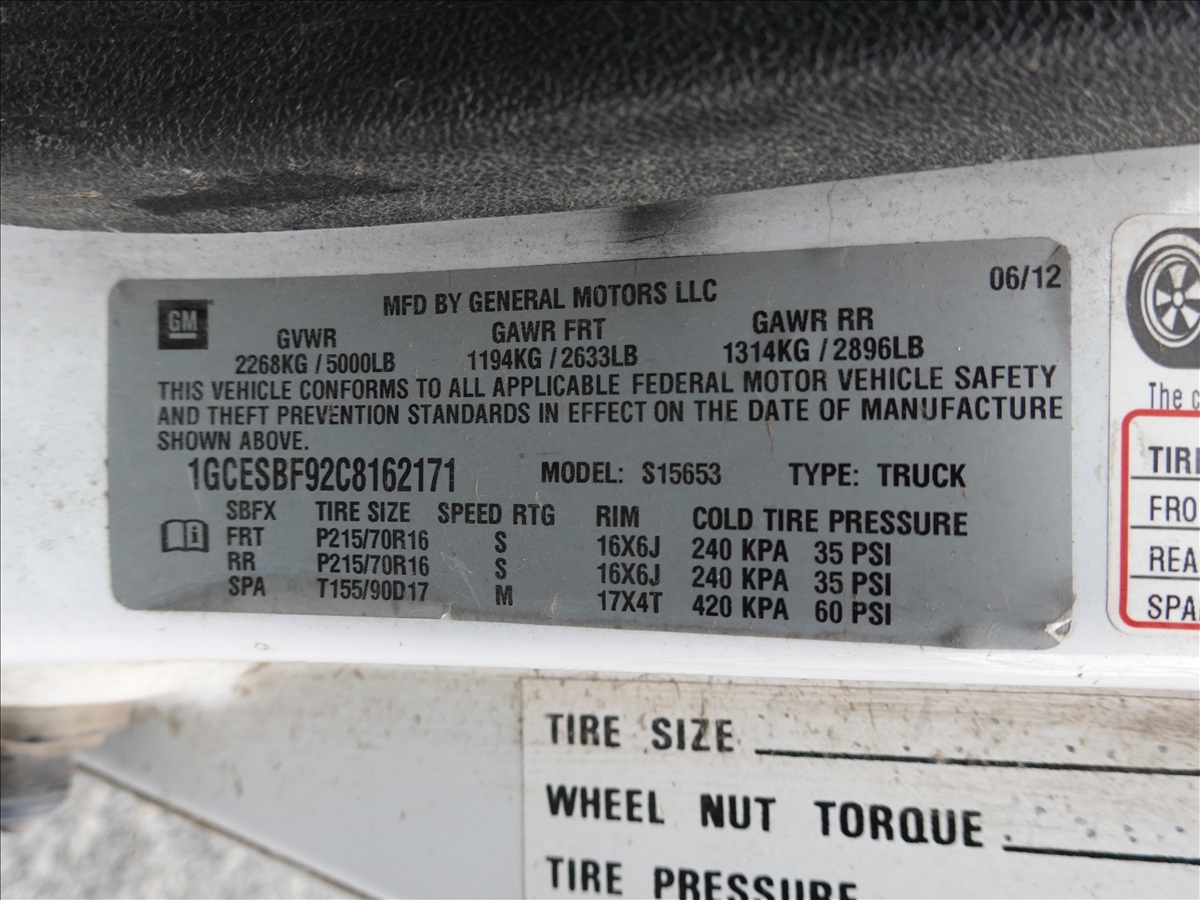 GM
MFD BY GENERAL MOTORS LLC
06/12
GVWR GAWR FRT GAWR RR
2268KG / 5000LB 1194KG / 2633LB 1314KG / 2896LB
THIS VEHICLE CONFORMS TO ALL APPLICABLE FEDERAL MOTOR VEHICLE SAFETY
AND THEFT PREVENTION STANDARDS IN EFFECT ON THE DATE OF MANUFACTURE
SHOWN ABOVE.
1GCESBF92C8162171 MODEL: S15653 TYPE: TRUCK
SBFX TIRE SIZE SPEED RTG RIM COLD TIRE PRESSURE
FRT P215/70R16 S 16X6J 240 KPA 35 PSI
RR P215/70R16 S 16X6J 240 KPA 35 PSI
SPA T155/90D17 M 17X4T 420 KPA 60 PSI
The
TIRE SIZE
WHEEL NUT TORQUE
TIRE PRESSURE